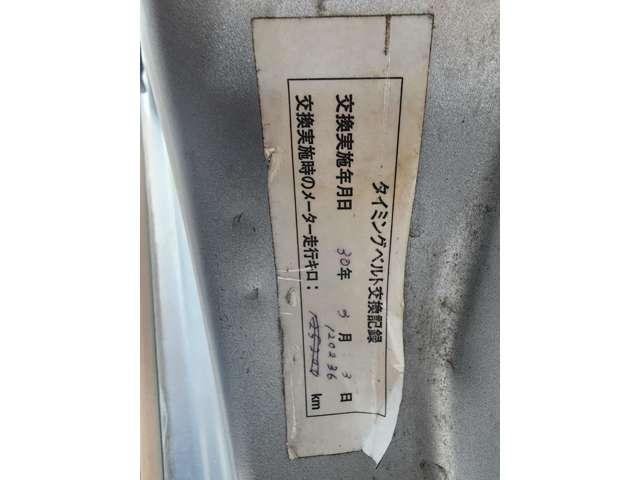 タイミングベルト交換記録
交換実施年月日 30年 3月 3日
120236
交換実施時のメーター走行キロ： km